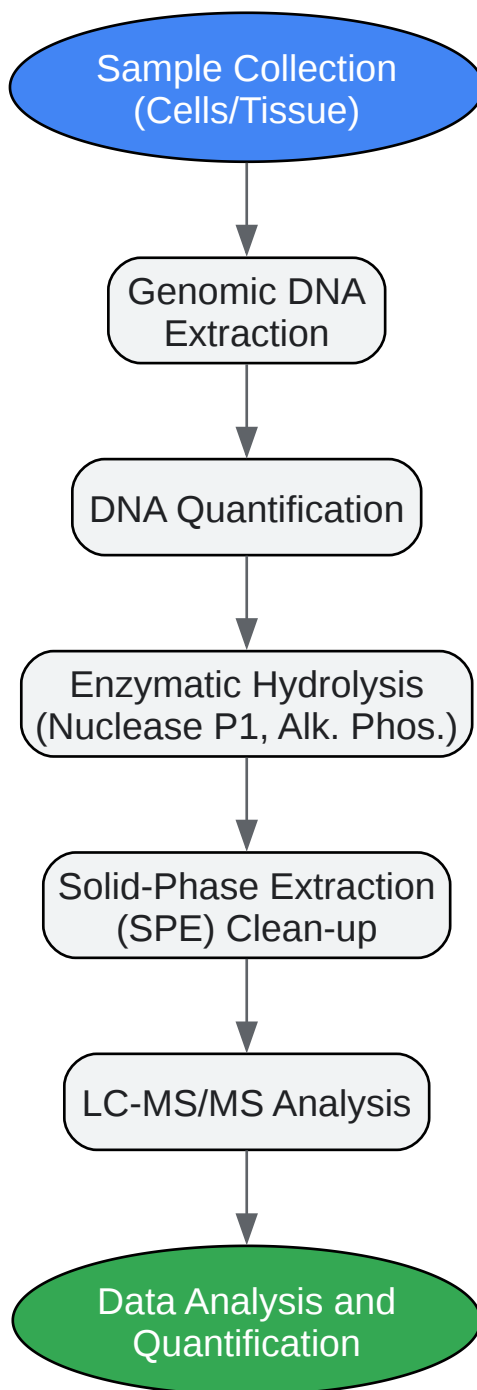 Sample Collection
(Cells/Tissue)
Genomic DNA
Extraction
DNA Quantification
Enzymatic Hydrolysis
(Nuclease P1, Alk. Phos.)
Solid-Phase Extraction
(SPE) Clean-up
LC-MS/MS Analysis
Data Analysis and
Quantification